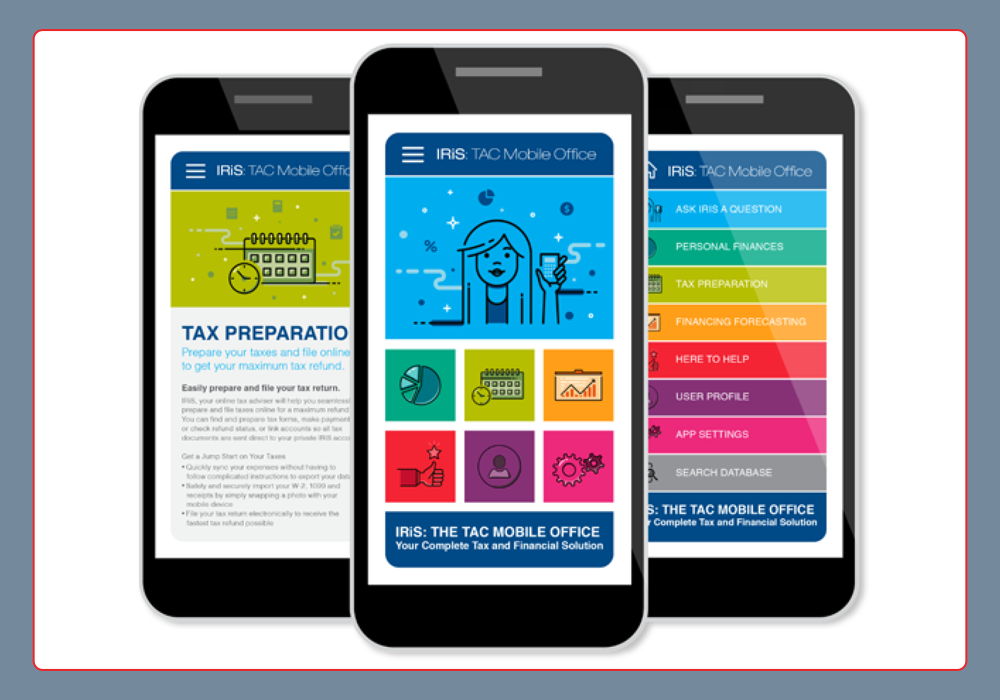 IRiS: TAC Mobile
TAX
Prepare your taxes and file online
to get your maximum tax refund.
Easily prepare and file your tax return.
IRiS, your online tax adviser will help you
prepare and file taxes online for a maximum refund
You can find and prepare tax forms, make
or check refund status, or link accounts so all tax
documents are sent direct to your private IRiS
Get a Jump Start on Your Taxes
• Quickly sync your expenses without having to
follow complicated instructions to export your
• Safely and securely import your W-2, 1099 and
receipts by simply snapping a photo with your
mobile device
• File your tax return electronically to receive the
fastest tax refund possible
IRiS: TAC Mobile Office
%
$
IRiS: THE TAC MOBILE OFFICE
Your Complete Tax and Financial Solution
IRiS: TAC Mobile Office
ASK IRIS A QUESTION
PERSONAL FINANCES
TAX PREPARATION
FINANCING FORECASTING
HERE TO HELP
USER PROFILE
APP SETTINGS
SEARCH DATABASE
THE TAC MOBILE OFFICE
Complete Tax and Financial Solution